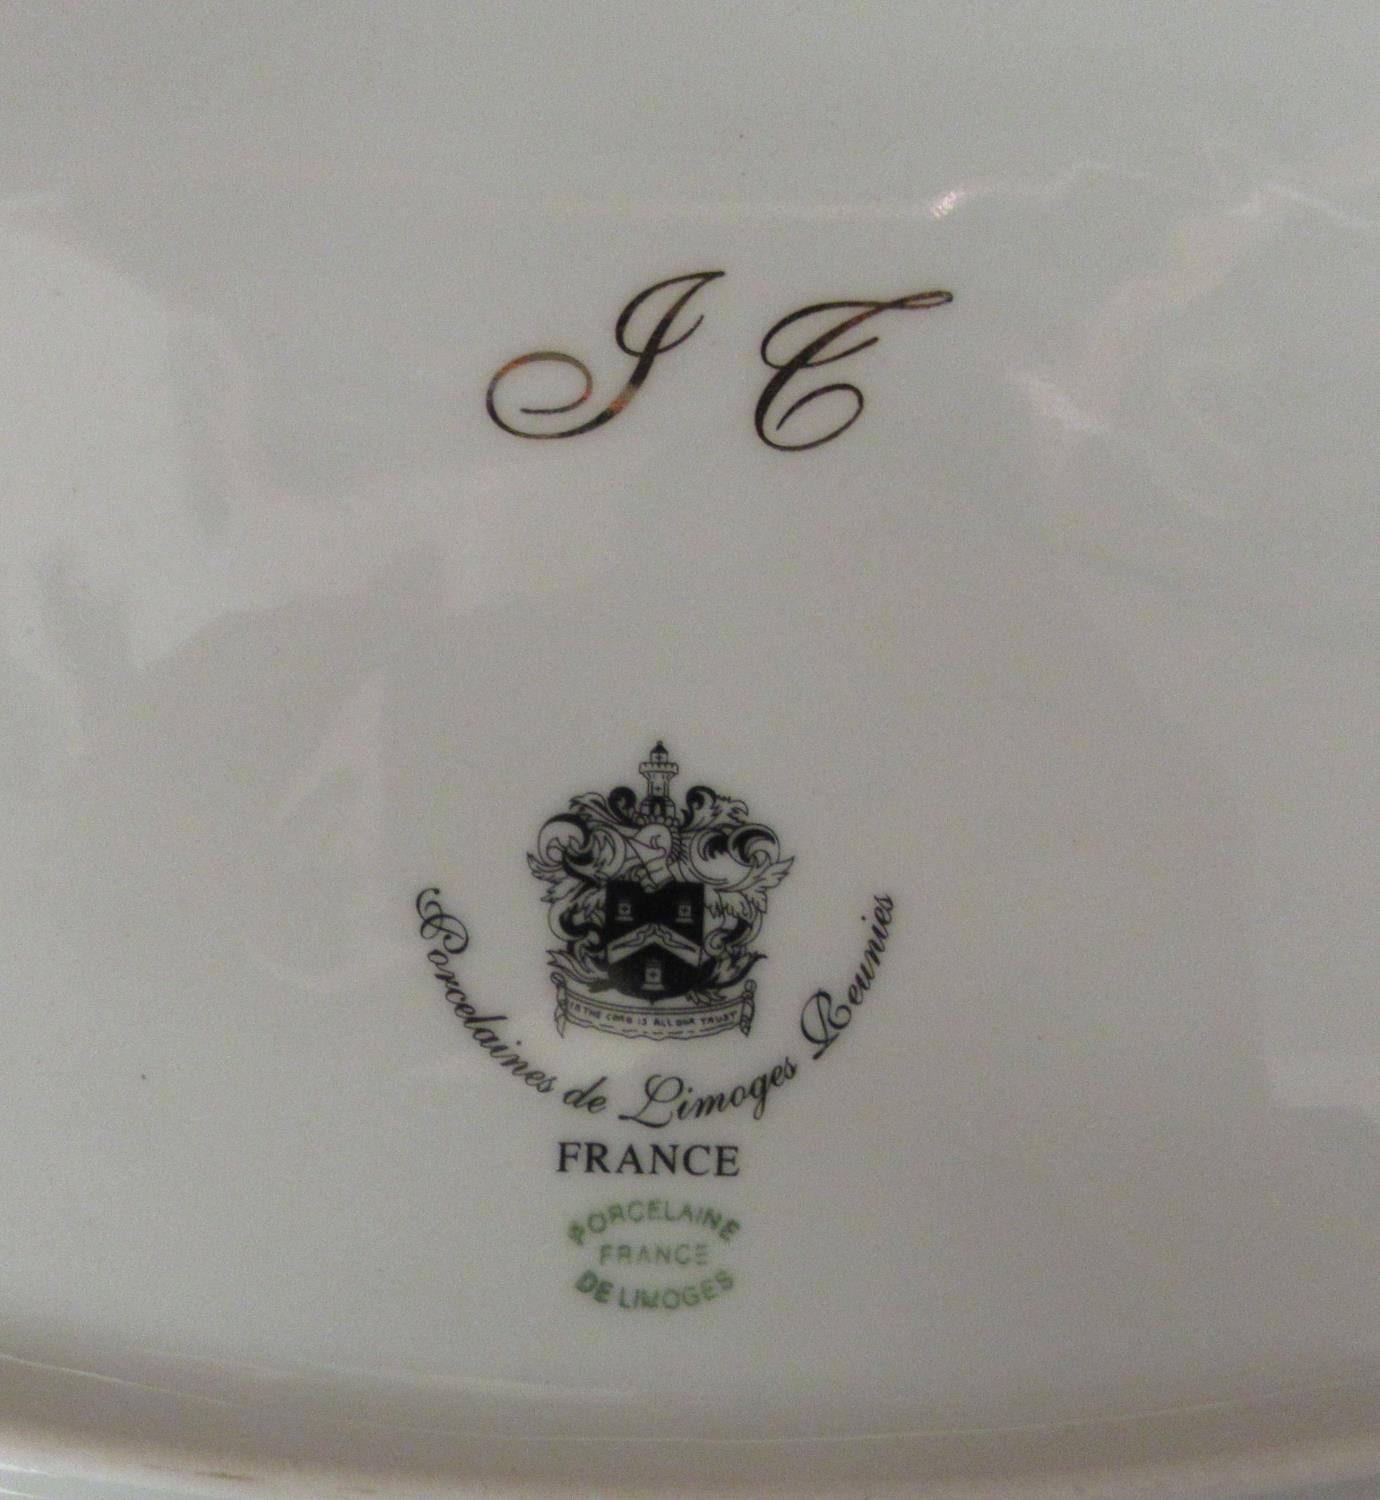 J T
IN THE LORD IS ALL OUR TRUST
Porcelaines de Limoges Reunies
FRANCE
PORCELAINE
FRANCE
DE LIMOGES